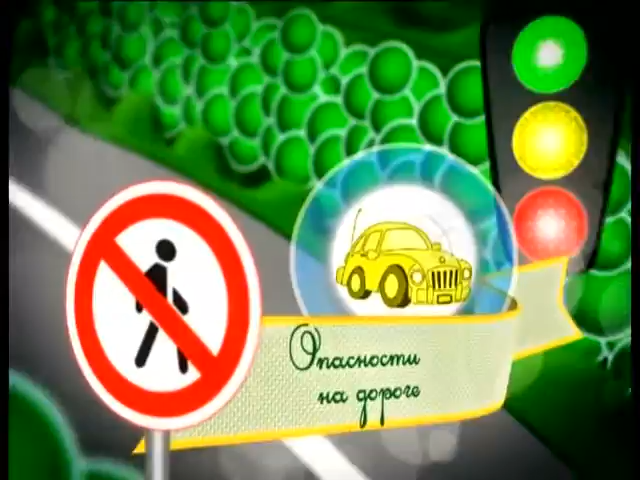 Опасности
на дороге